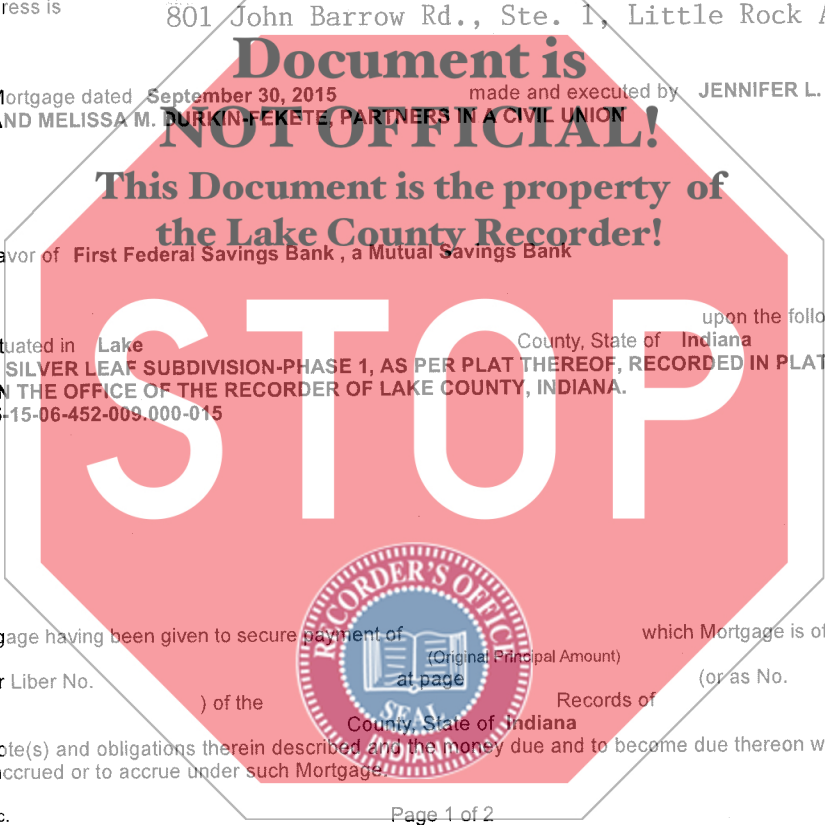 ress is 801 John Barrow Rd., Ste. 1, Little Rock A
Document is
Mortgage dated September 30, 2015 made and executed by JENNIFER L.
AND MELISSA M. DURKIN-FEKETE, PARTNERS IN A CIVIL UNION
NOT OFFICIAL!
This Document is the property of
the Lake County Recorder!
avor of First Federal Savings Bank , a Mutual Savings Bank
upon the follo
tuated in Lake County, State of Indiana
SILVER LEAF SUBDIVISION-PHASE 1, AS PER PLAT THEREOF, RECORDED IN PLAT
N THE OFFICE OF THE RECORDER OF LAKE COUNTY, INDIANA.
5-15-06-452-009.000-015
STOP
RECORDER'S OFFICE
gage having been given to secure payment of which Mortgage is of
(Original Principal Amount)
r Liber No. at page (or as No.
) of the Records of
SEAL
County, State of Indiana
INDIANA
ote(s) and obligations therein described and the money due and to become due thereon w
accrued or to accrue under such Mortgage.
c. Page 1 of 2